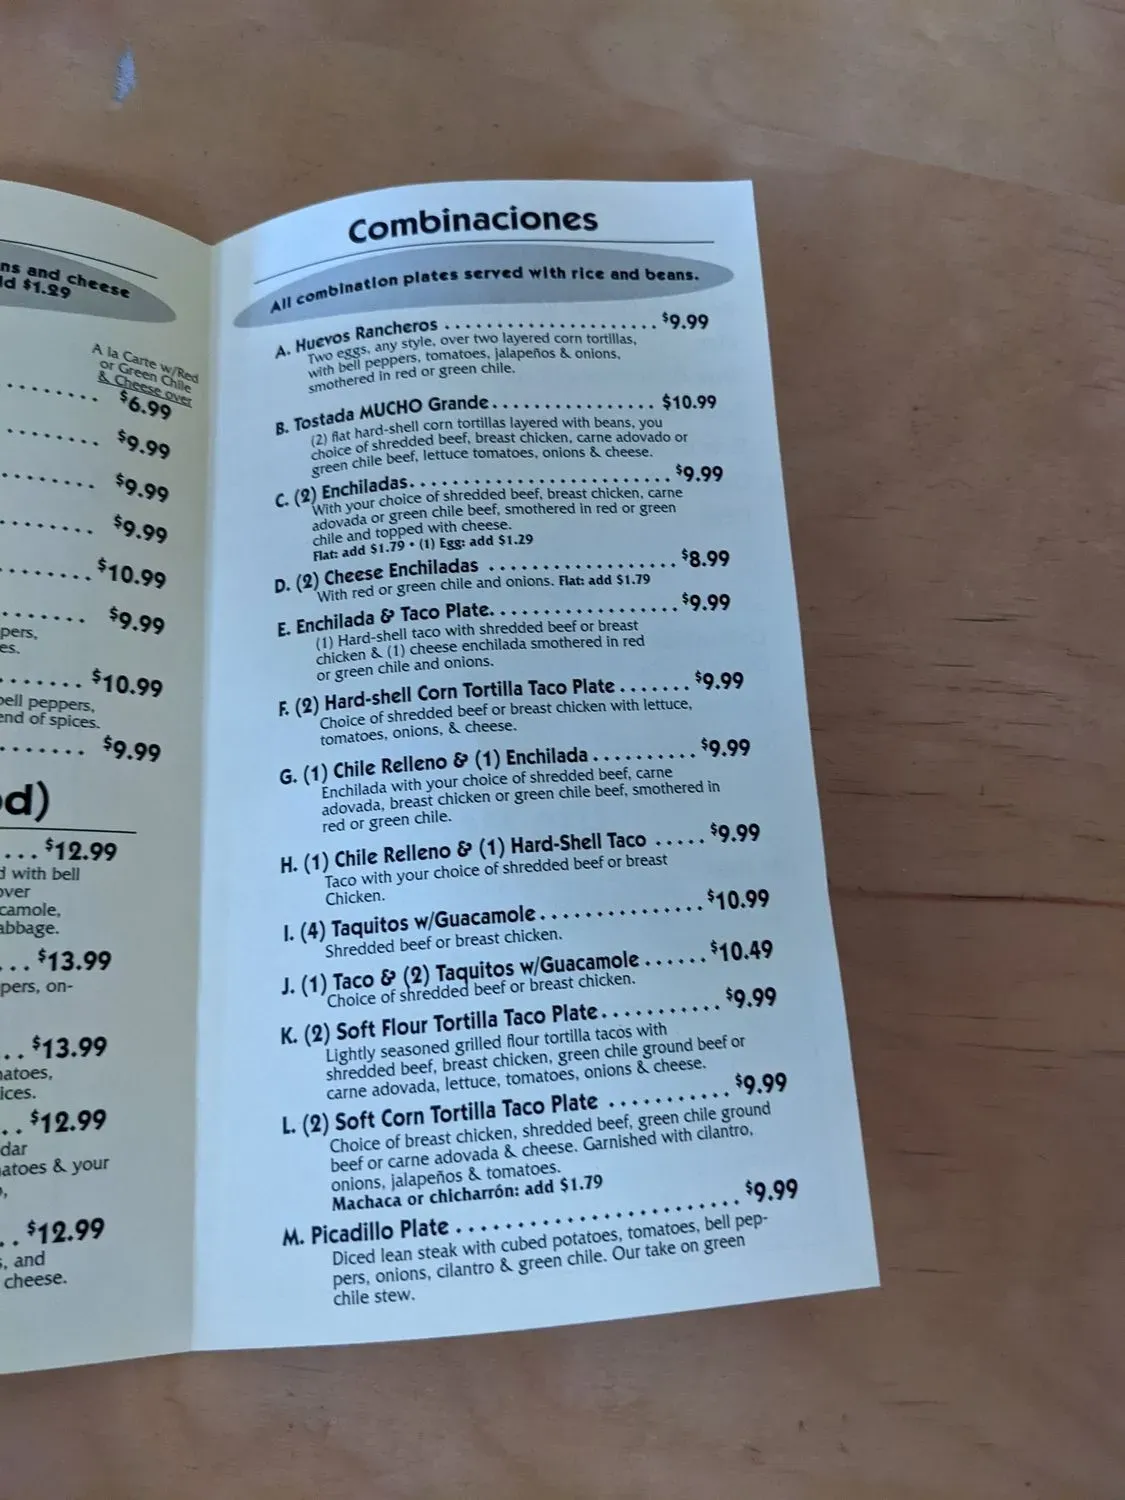 ns and cheese
ld $1.29
A la Carte w/Red
or Green Chile
& Cheese over
........ $6.99
........ $9.99
......... $9.99
........ $9.99
........ $10.99
....... $9.99
pers,
es.
....... $10.99
bell peppers,
end of spices.
....... $9.99
od)
... $12.99
d with bell
over
camole,
abbage.
... $13.99
pers, on-
.. $13.99
matoes,
ices.
.. $12.99
dar
matoes & your
.. $12.99
s, and
cheese.
Combinaciones
All combination plates served with rice and beans.
A. Huevos Rancheros ..................... $9.99
Two eggs, any style, over two layered corn tortillas,
with bell peppers, tomatoes, jalapeños & onions,
smothered in red or green chile.
B. Tostada MUCHO Grande................ $10.99
(2) flat hard-shell corn tortillas layered with beans, you
choice of shredded beef, breast chicken, carne adovado or
green chile beef, lettuce tomatoes, onions & cheese.
C. (2) Enchiladas.......................... $9.99
With your choice of shredded beef, breast chicken, carne
adovada or green chile beef, smothered in red or green
chile and topped with cheese.
Flat: add $1.79 • (1) Egg: add $1.29
D. (2) Cheese Enchiladas .................. $8.99
With red or green chile and onions. Flat: add $1.79
E. Enchilada & Taco Plate.................. $9.99
(1) Hard-shell taco with shredded beef or breast
chicken & (1) cheese enchilada smothered in red
or green chile and onions.
F. (2) Hard-shell Corn Tortilla Taco Plate ....... $9.99
Choice of shredded beef or breast chicken with lettuce,
tomatoes, onions, & cheese.
G. (1) Chile Relleno & (1) Enchilada.......... $9.99
Enchilada with your choice of shredded beef, carne
adovada, breast chicken or green chile beef, smothered in
red or green chile.
H. (1) Chile Relleno & (1) Hard-Shell Taco ..... $9.99
Taco with your choice of shredded beef or breast
Chicken.
I. (4) Taquitos w/Guacamole............... $10.99
Shredded beef or breast chicken.
J. (1) Taco & (2) Taquitos w/Guacamole ...... $10.49
Choice of shredded beef or breast chicken.
K. (2) Soft Flour Tortilla Taco Plate........... $9.99
Lightly seasoned grilled flour tortilla tacos with
shredded beef, breast chicken, green chile ground beef or
carne adovada, lettuce, tomatoes, onions & cheese.
L. (2) Soft Corn Tortilla Taco Plate ........... $9.99
Choice of breast chicken, shredded beef, green chile ground
beef or carne adovada & cheese. Garnished with cilantro,
onions, jalapeños & tomatoes.
Machaca or chicharrón: add $1.79
M. Picadillo Plate ......................... $9.99
Diced lean steak with cubed potatoes, tomatoes, bell pep-
pers, onions, cilantro & green chile. Our take on green
chile stew.